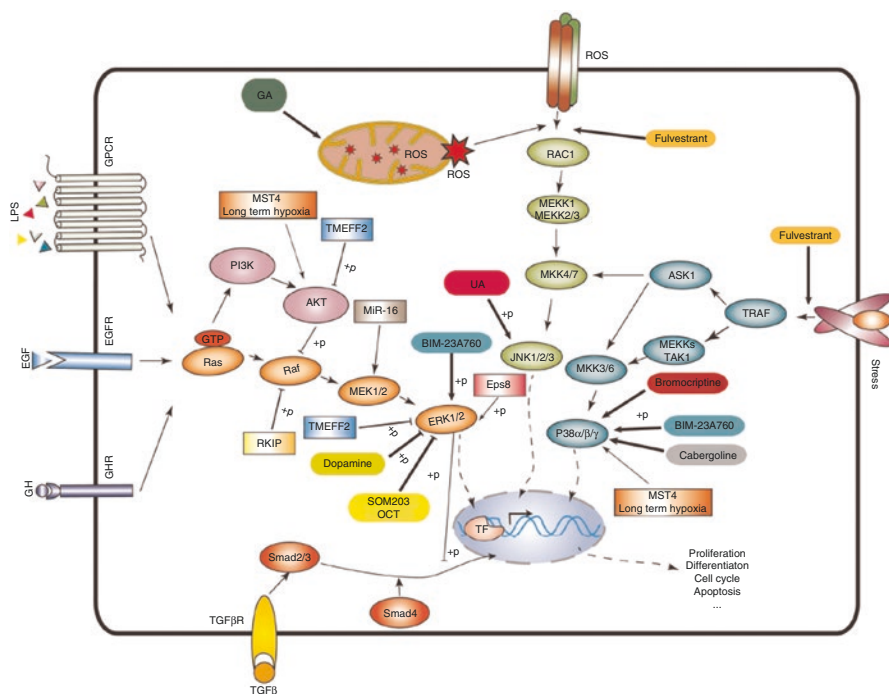 ROS
GA
ROS
ROS
Fulvestrant
RAC1
GPCR
LPS
MST4
Long term hypoxia
TMEFF2
MEKK1
MEKK2/3
+p
PI3K
AKT
MKK4/7
ASK1
Fulvestrant
UA
+p
MiR-16
TRAF
GTP
Ras
EGFR
EGF
+p
Raf
BIM-23A760
JNK1/2/3
MEKKs
TAK1
MKK3/6
Stress
MEK1/2
+p
Eps8
+p
Bromocriptine
+p
RKIP
TMEFF2
ERK1/2
+p
P38α/β/γ
+p
BIM-23A760
Dopamine
+p
Cabergoline
GHR
GH
+p
SOM203
OCT
MST4
Long term hypoxia
TF
+p
Smad2/3
Proliferation
Differentiaton
Cell cycle
Apoptosis
...
Smad4
TGFβR
TGFβ